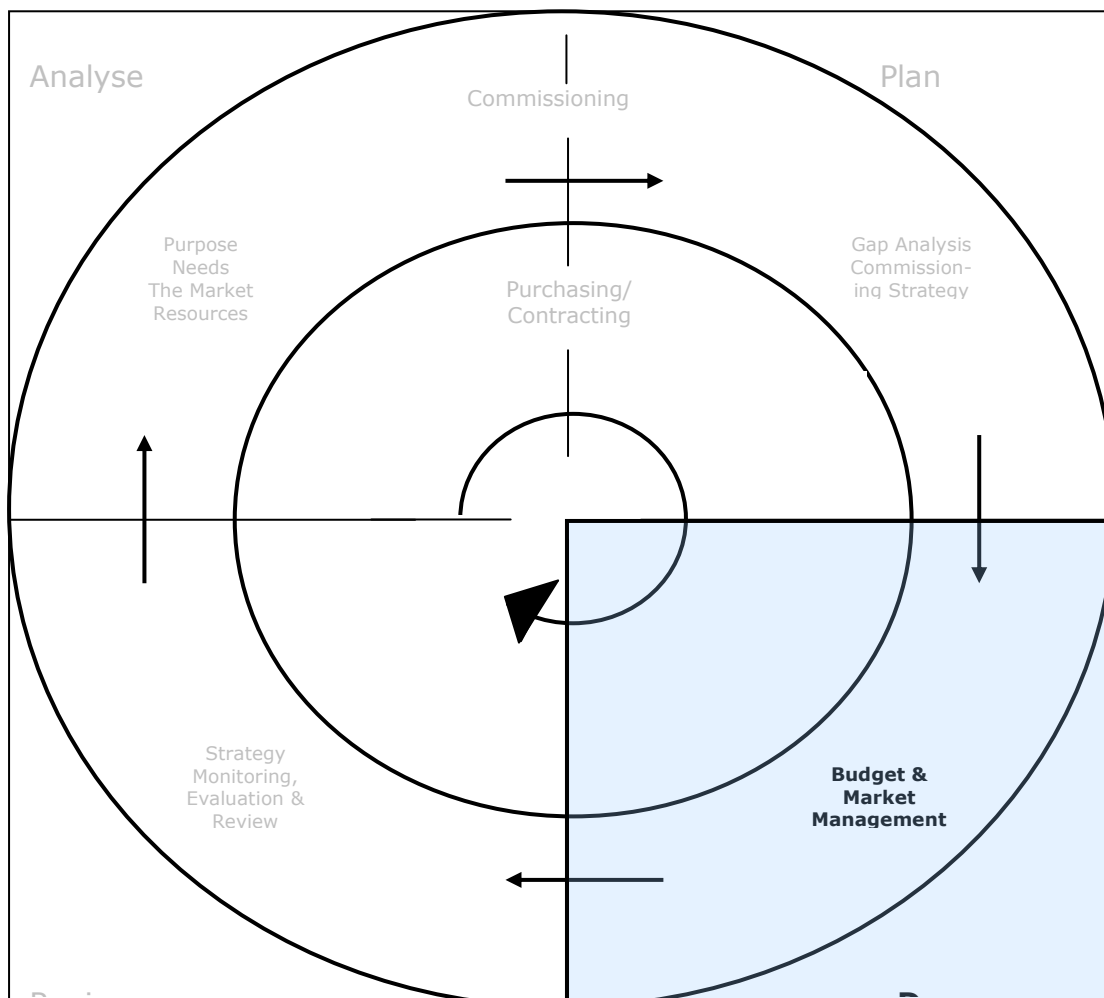 Analyse
Plan
Commissioning
Purpose
Needs
The Market
Resources
Gap Analysis
Commission-
ing Strategy
Purchasing/
Contracting
Strategy
Monitoring,
Evaluation &
Review
Budget &
Market
Management